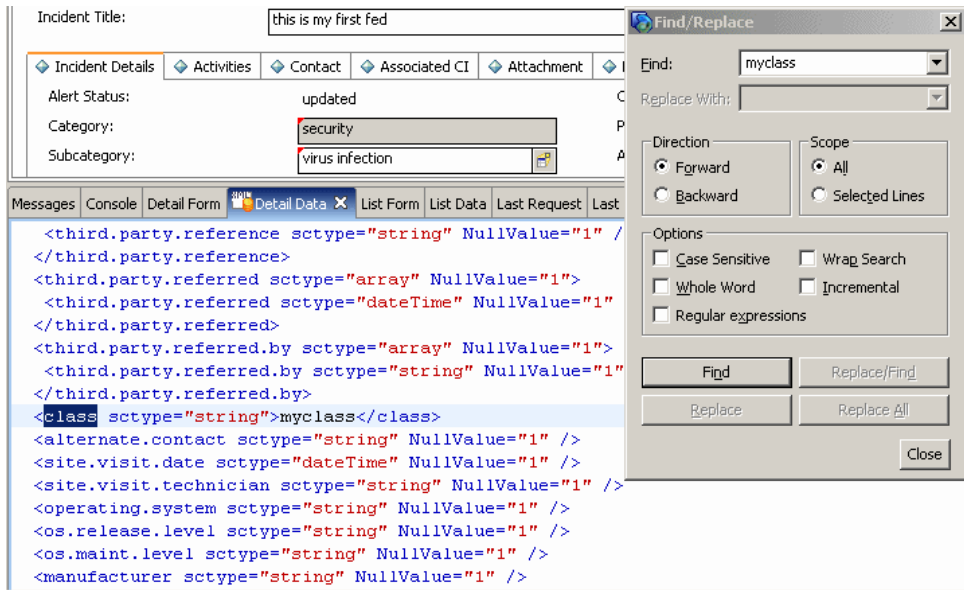 Incident Title:
this is my first fed
Incident Details
Activities
Contact
Associated CI
Attachment
Alert Status:
updated
Category:
security
Subcategory:
virus infection
Messages
Console
Detail Form
Detail Data
List Form
List Data
Last Request
Last
<third.party.reference sctype="string" NullValue="1" /
</third.party.reference>
<third.party.referred sctype="array" NullValue="1">
<third.party.referred sctype="dateTime" NullValue="1"
</third.party.referred>
<third.party.referred.by sctype="array" NullValue="1">
<third.party.referred.by sctype="string" NullValue="1"
</third.party.referred.by>
<class sctype="string">myclass</class>
<alternate.contact sctype="string" NullValue="1" />
<site.visit.date sctype="dateTime" NullValue="1" />
<site.visit.technician sctype="string" NullValue="1" />
<operating.system sctype="string" NullValue="1" />
<os.release.level sctype="string" NullValue="1" />
<os.maint.level sctype="string" NullValue="1" />
<manufacturer sctype="string" NullValue="1" />
Find/Replace
Find:
myclass
Replace With:
Direction
Forward
Backward
Scope
All
Selected Lines
Options
Case Sensitive
Wrap Search
Whole Word
Incremental
Regular expressions
Find
Replace/Find
Replace
Replace All
Close